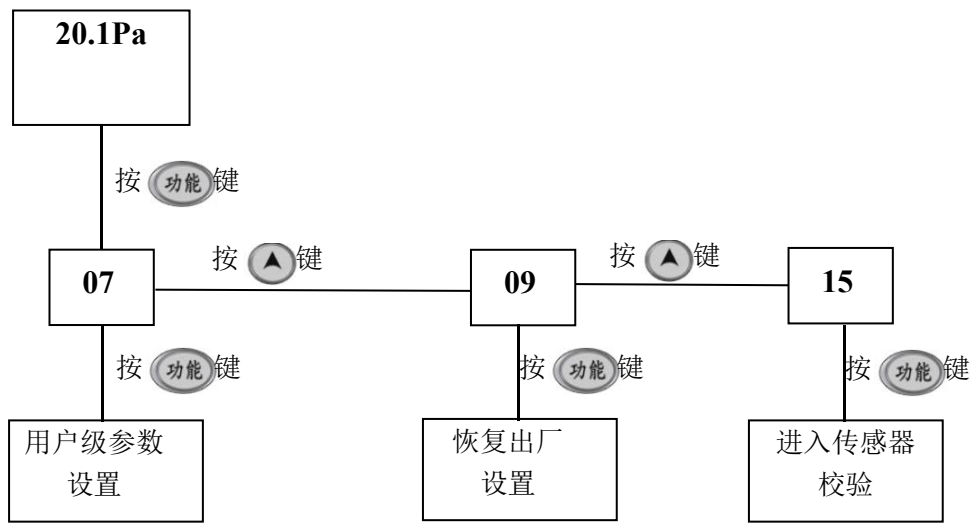 20.1Pa
按 功能 键
07
按 键
09
按 键
15
按 功能 键
按 功能 键
按 功能 键
用户级参数
设置
恢复出厂
设置
进入传感器
校验